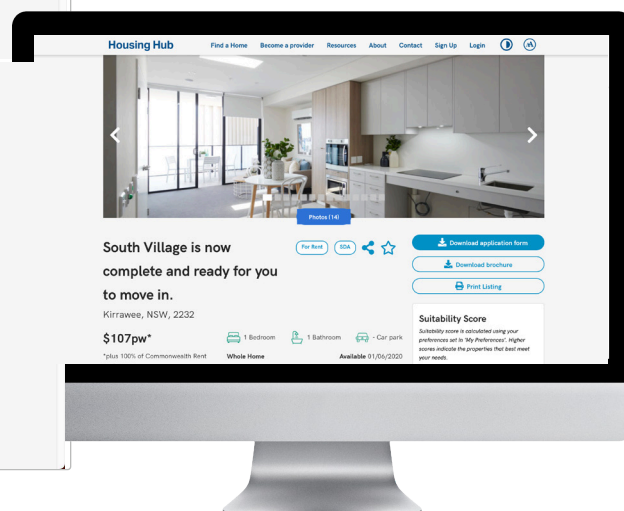 Housing Hub Find a Home Become a provider Resources About Contact Sign Up Login
Photos (14)
South Village is now
complete and ready for you
to move in.
For Rent SDA
Kirrawee, NSW, 2232
$107pw*
1 Bedroom 1 Bathroom - Car park
*plus 100% of Commonwealth Rent
Whole Home Available 01/06/2020
Download application form
Download brochure
Print Listing
Suitability Score
Suitability score is calculated using your
preferences set in 'My Preferences'. Higher
scores indicate the properties that best meet
your needs.